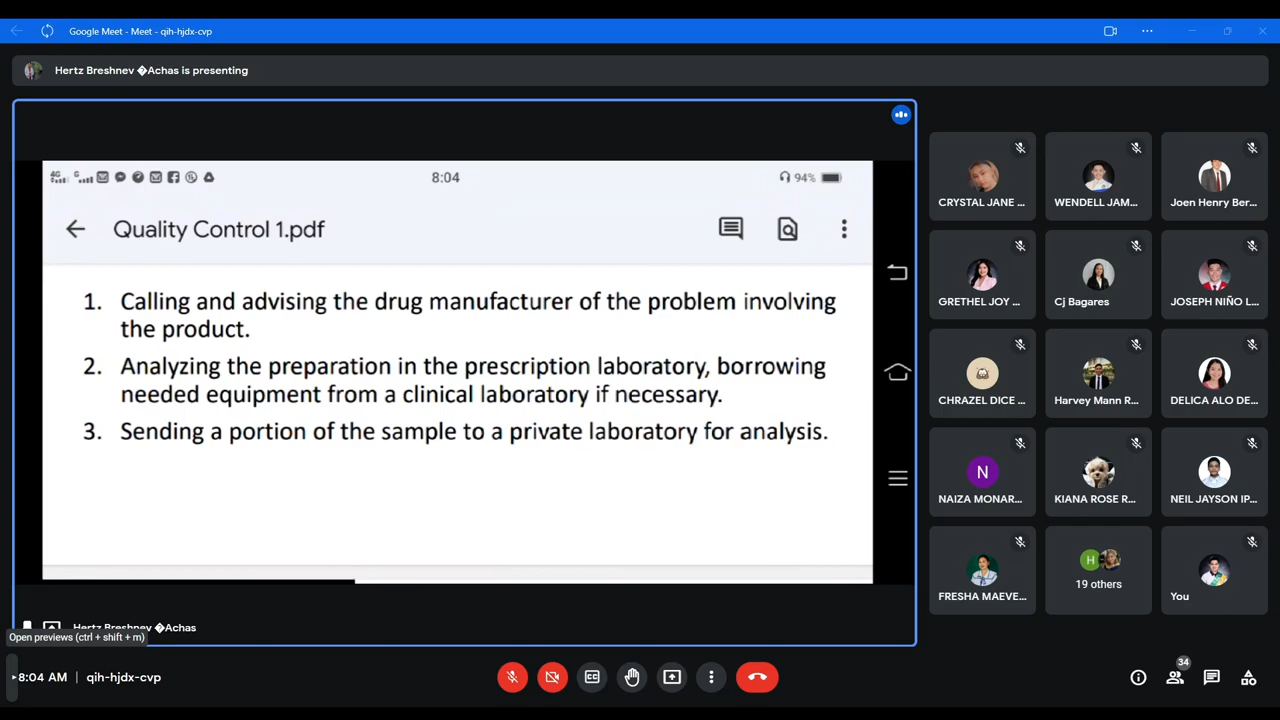 Google Meet - Meet - qih-hjdx-cvp
Hertz Breshnev �Achas is presenting
4G G 8:04 94%
Quality Control 1.pdf
1. Calling and advising the drug manufacturer of the problem involving
the product.
2. Analyzing the preparation in the prescription laboratory, borrowing
needed equipment from a clinical laboratory if necessary.
3. Sending a portion of the sample to a private laboratory for analysis.
Hertz Breshnev �Achas
Open previews (ctrl + shift + m)
CRYSTAL JANE ...
WENDELL JAM...
Joen Henry Ber...
GRETHEL JOY ...
Cj Bagares
JOSEPH NIÑO L...
CHRAZEL DICE ...
Harvey Mann R...
DELICA ALO DE...
N
NAIZA MONAR...
KIANA ROSE R...
NEIL JAYSON IP...
FRESHA MAEVE...
H
19 others
You
8:04 AM | qih-hjdx-cvp
CC
34